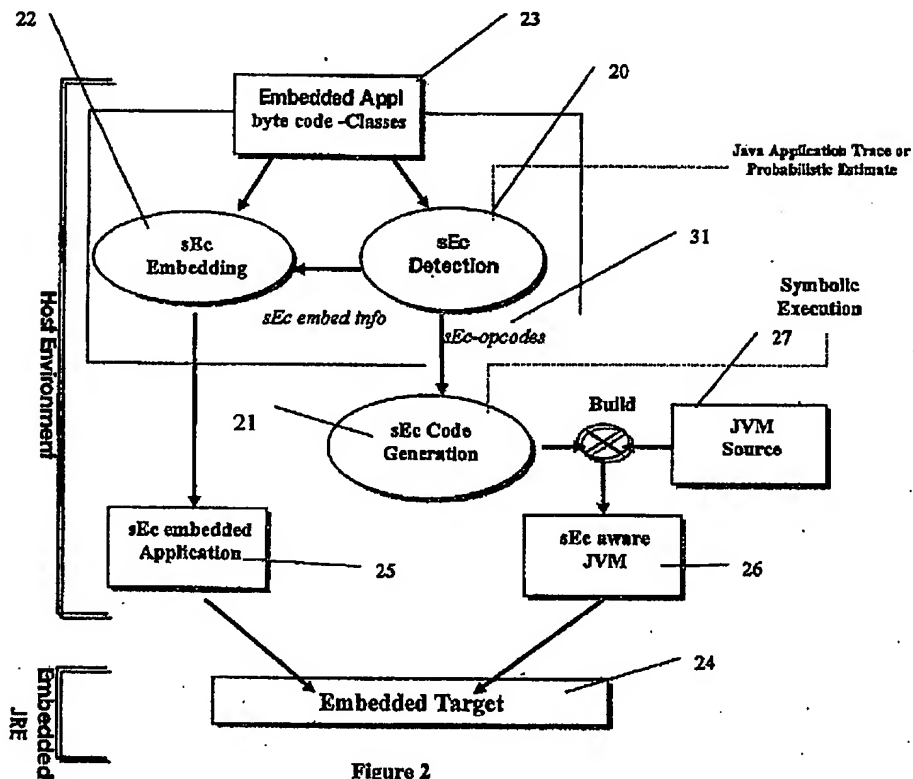 22
23
20
Embedded Appl
byte code -Classes
Java Application Trace or
Probabilistic Estimate
sEc
Embedding
sEc
Detection
31
sEc embed info
sEc-opcodes
Symbolic
Execution
27
Host Environment
21
sEc Code
Generation
Build
JVM
Source
sEc embedded
Application
25
sEc aware
JVM
26
24
Embedded Target
Embedded
JRE
Figure 2